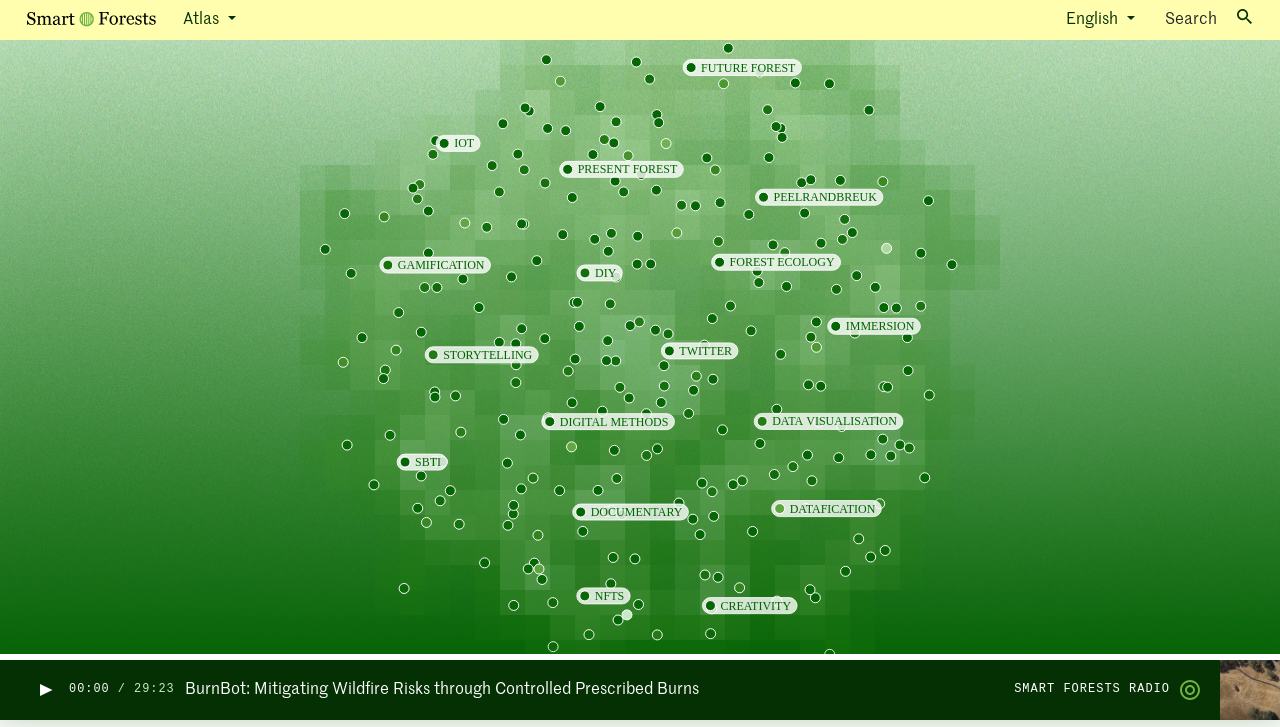 Smart Forests Atlas English Search
FUTURE FOREST
IOT
PRESENT FOREST
PEELRANDBREUK
GAMIFICATION
DIY
FOREST ECOLOGY
IMMERSION
STORYTELLING
TWITTER
DIGITAL METHODS
DATA VISUALISATION
SBTI
DOCUMENTARY
DATAFICATION
NFTS
CREATIVITY
00:00 / 29:23 BurnBot: Mitigating Wildfire Risks through Controlled Prescribed Burns SMART FORESTS RADIO